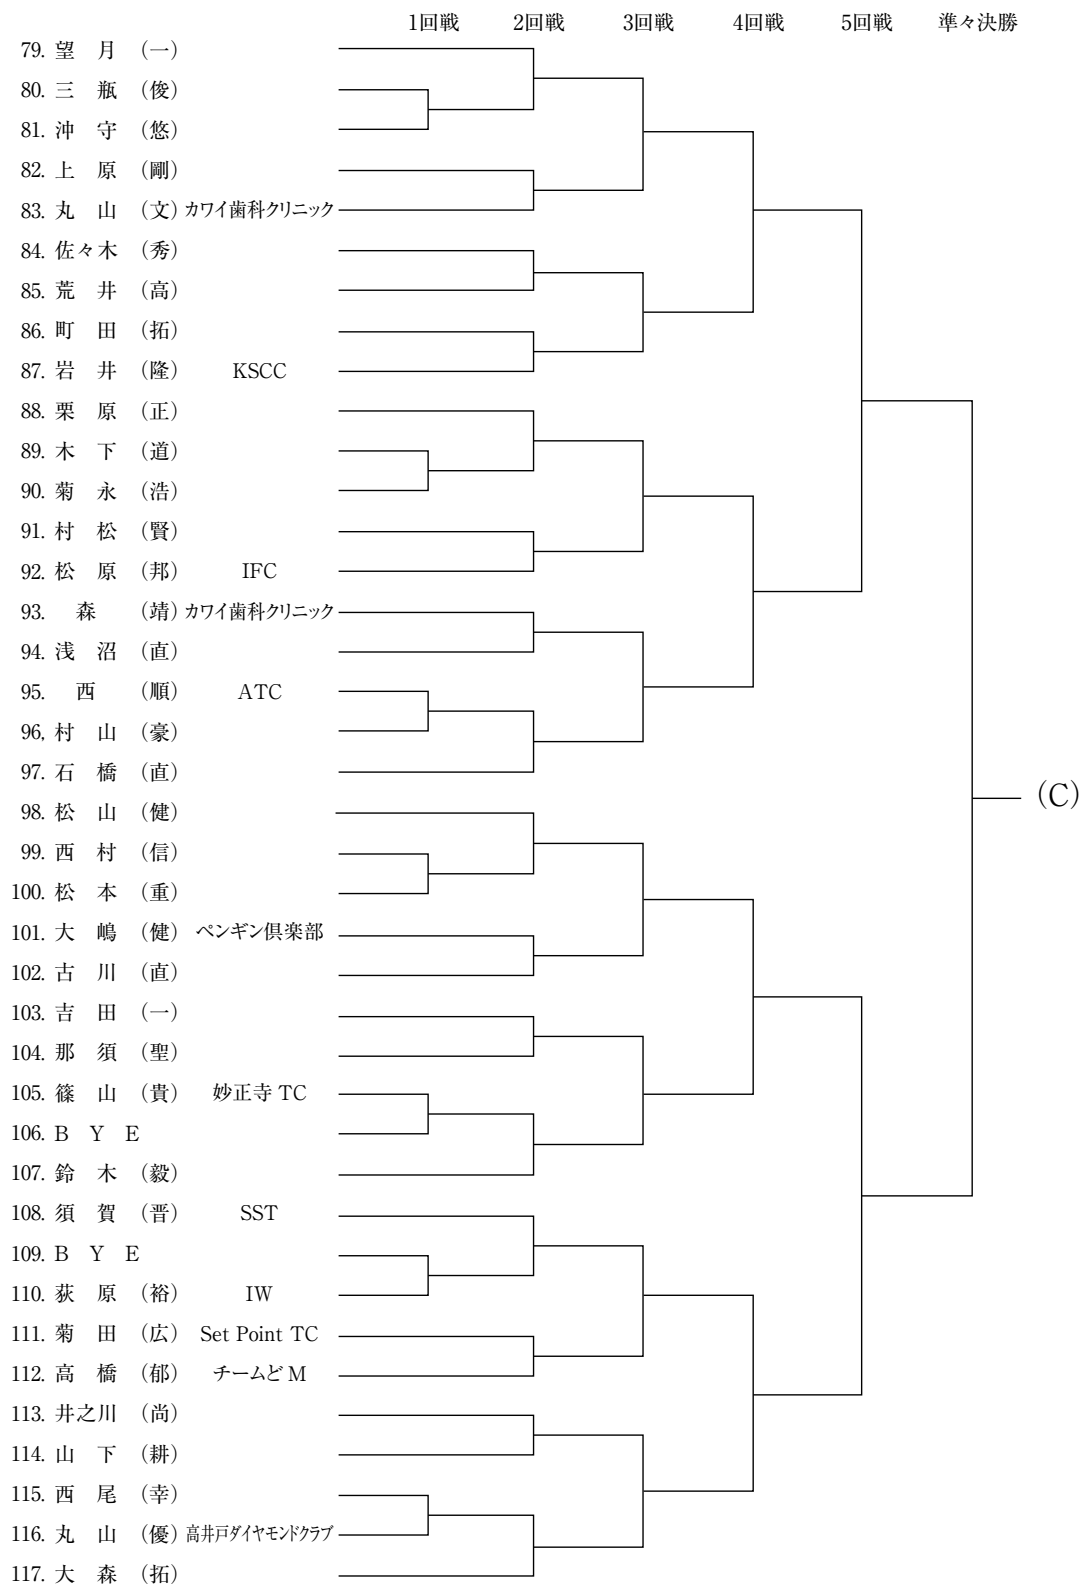 1回戦 2回戦 3回戦 4回戦 5回戦 準々決勝
79. 望 月 (一)
80. 三 瓶 (俊)
81. 沖 守 (悠)
82. 上 原 (剛)
83. 丸 山 (文) カワイ歯科クリニック
84. 佐々木 (秀)
85. 荒 井 (高)
86. 町 田 (拓)
87. 岩 井 (隆) KSCC
88. 栗 原 (正)
89. 木 下 (道)
90. 菊 永 (浩)
91. 村 松 (賢)
92. 松 原 (邦) IFC
93. 森 (靖) カワイ歯科クリニック
94. 浅 沼 (直)
95. 西 (順) ATC
96, 村 山 (豪)
97. 石 橋 (直)
(C)
98. 松 山 (健)
99. 西 村 (信)
100. 松 本 (重)
101. 大 嶋 (健) ペンギン倶楽部
102. 古 川 (直)
103. 吉 田 (一)
104. 那 須 (聖)
105. 篠 山 (貴) 妙正寺 TC
106. B Y E
107. 鈴 木 (毅)
108. 須 賀 (晋) SST
109. B Y E
110. 荻 原 (裕) IW
111. 菊 田 (広) Set Point TC
112. 高 橋 (郁) チームど M
113. 井之川 (尚)
114. 山 下 (耕)
115. 西 尾 (幸)
116. 丸 山 (優) 高井戸ダイヤモンドクラブ
117. 大 森 (拓)